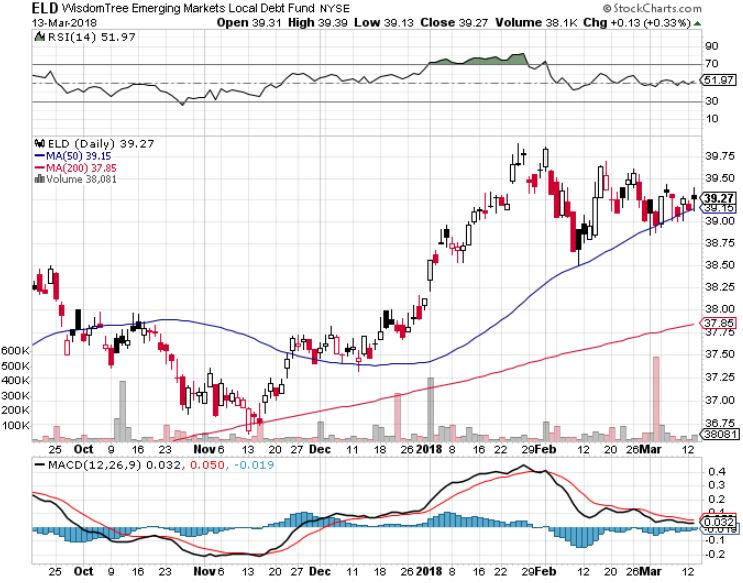 ELD WisdomTree Emerging Markets Local Debt Fund NYSE © StockCharts.com
13-Mar-2018 Open 39.31 High 39.39 Low 39.13 Close 39.27 Volume 38.1K Chg +0.13 (+0.33%)
RSI(14) 51.97
90
70
51.97
30
10
ELD (Daily) 39.27
MA(50) 39.15
MA(200) 37.85
Volume 38,081
39.75
39.50
39.27
39.15
39.00
38.75
38.50
38.25
38.00
37.85
37.75
37.50
37.25
37.00
36.75
38081
600K
500K
400K
300K
200K
100K
25 Oct 9 16 23 Nov 6 13 20 27 Dec 11 18 26 2018 8 16 22 29 Feb 12 20 26 Mar 12
MACD(12,26,9) 0.032, 0.050, -0.019
0.4
0.3
0.2
0.032
-0.2
25 Oct 9 16 23 Nov 6 13 20 27 Dec 11 18 26 2018 8 16 22 29 Feb 12 20 26 Mar 12